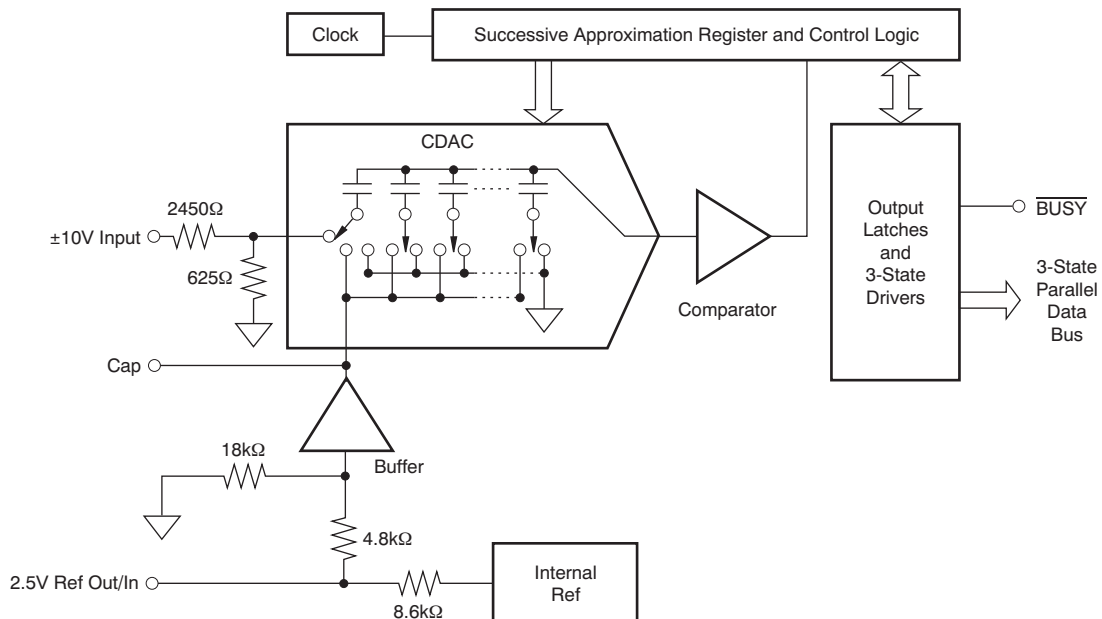 Clock
Successive Approximation Register and Control Logic
CDAC
2450Ω
±10V Input
625Ω
Comparator
Output
Latches
and
3-State
Drivers
BUSY
3-State
Parallel
Data
Bus
Cap
18kΩ
Buffer
4.8kΩ
2.5V Ref Out/In
8.6kΩ
Internal
Ref